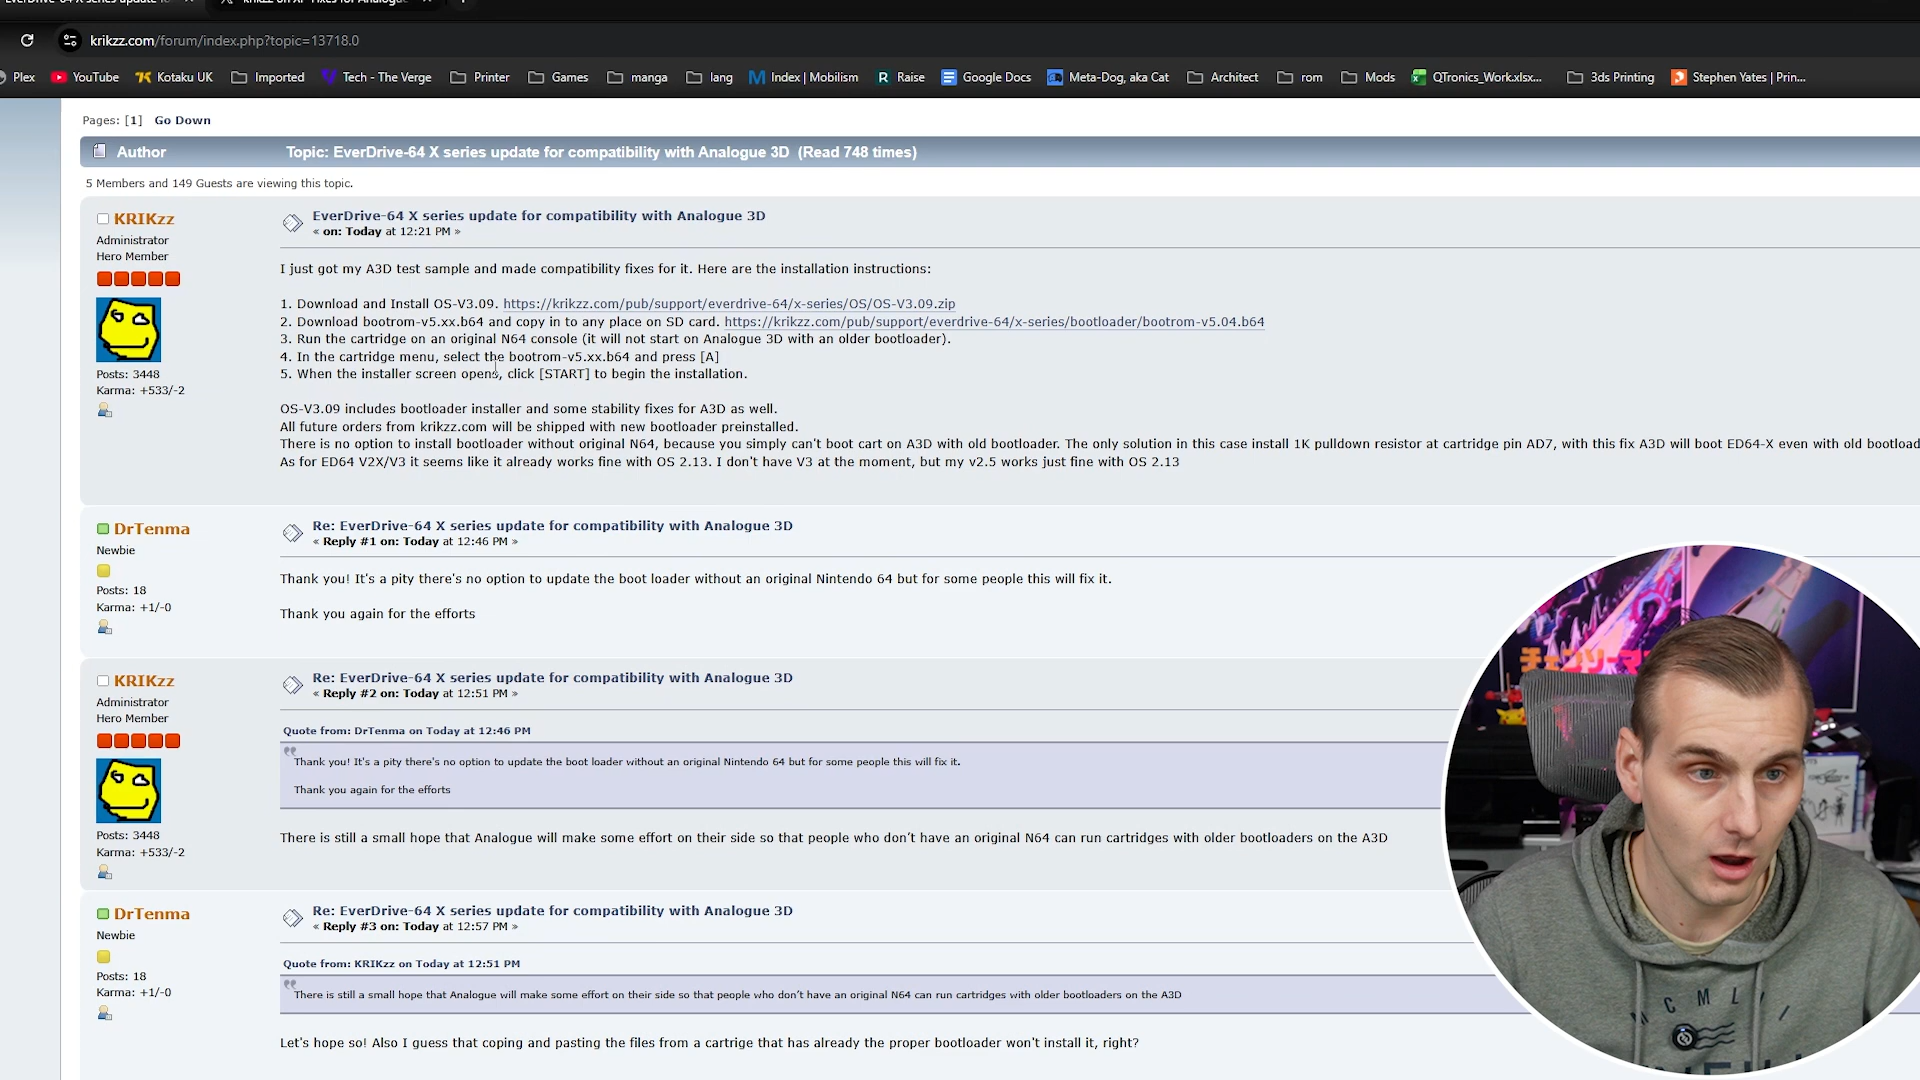 krikzz.com/forum/index.php?topic=13718.0
Plex YouTube Kotaku UK Imported Tech - The Verge Printer Games manga lang Index | Mobilism Raise Google Docs Meta-Dog, aka Cat Architect rom Mods QTronics_Work.xlsx... 3ds Printing Stephen Yates | Prin...
Pages: [1] Go Down
Author Topic: EverDrive-64 X series update for compatibility with Analogue 3D (Read 748 times)
5 Members and 149 Guests are viewing this topic.
KRIKzz
Administrator
Hero Member
Posts: 3448
Karma: +533/-2
EverDrive-64 X series update for compatibility with Analogue 3D
« on: Today at 12:21 PM »
I just got my A3D test sample and made compatibility fixes for it. Here are the installation instructions:
1. Download and Install OS-V3.09. https://krikzz.com/pub/support/everdrive-64/x-series/OS/OS-V3.09.zip
2. Download bootrom-v5.xx.b64 and copy in to any place on SD card. https://krikzz.com/pub/support/everdrive-64/x-series/bootloader/bootrom-v5.04.b64
3. Run the cartridge on an original N64 console (it will not start on Analogue 3D with an older bootloader).
4. In the cartridge menu, select the bootrom-v5.xx.b64 and press [A]
5. When the installer screen opens, click [START] to begin the installation.
OS-V3.09 includes bootloader installer and some stability fixes for A3D as well.
All future orders from krikzz.com will be shipped with new bootloader preinstalled.
There is no option to install bootloader without original N64, because you simply can't boot cart on A3D with old bootloader. The only solution in this case install 1K pulldown resistor at cartridge pin AD7, with this fix A3D will boot ED64-X even with old bootload
As for ED64 V2X/V3 it seems like it already works fine with OS 2.13. I don't have V3 at the moment, but my v2.5 works just fine with OS 2.13
DrTenma
Newbie
Posts: 18
Karma: +1/-0
Re: EverDrive-64 X series update for compatibility with Analogue 3D
« Reply #1 on: Today at 12:46 PM »
Thank you! It's a pity there's no option to update the boot loader without an original Nintendo 64 but for some people this will fix it.
Thank you again for the efforts
KRIKzz
Administrator
Hero Member
Posts: 3448
Karma: +533/-2
Re: EverDrive-64 X series update for compatibility with Analogue 3D
« Reply #2 on: Today at 12:51 PM »
Quote from: DrTenma on Today at 12:46 PM
Thank you! It's a pity there's no option to update the boot loader without an original Nintendo 64 but for some people this will fix it.
Thank you again for the efforts
There is still a small hope that Analogue will make some effort on their side so that people who don't have an original N64 can run cartridges with older bootloaders on the A3D
DrTenma
Newbie
Posts: 18
Karma: +1/-0
Re: EverDrive-64 X series update for compatibility with Analogue 3D
« Reply #3 on: Today at 12:57 PM »
Quote from: KRIKzz on Today at 12:51 PM
There is still a small hope that Analogue will make some effort on their side so that people who don't have an original N64 can run cartridges with older bootloaders on the A3D
Let's hope so! Also I guess that coping and pasting the files from a cartrige that has already the proper bootloader won't install it, right?